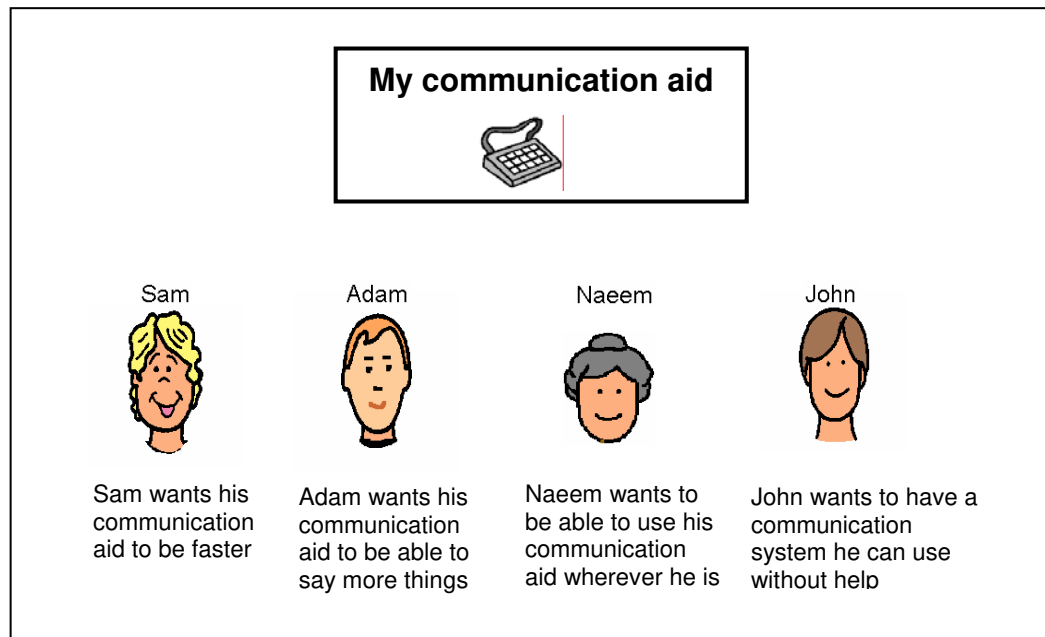 My communication aid
Sam
Adam
Naeem
John
Sam wants his
communication
aid to be faster
Adam wants his
communication
aid to be able to
say more things
Naeem wants to
be able to use his
communication
aid wherever he is
John wants to have a
communication
system he can use
without help